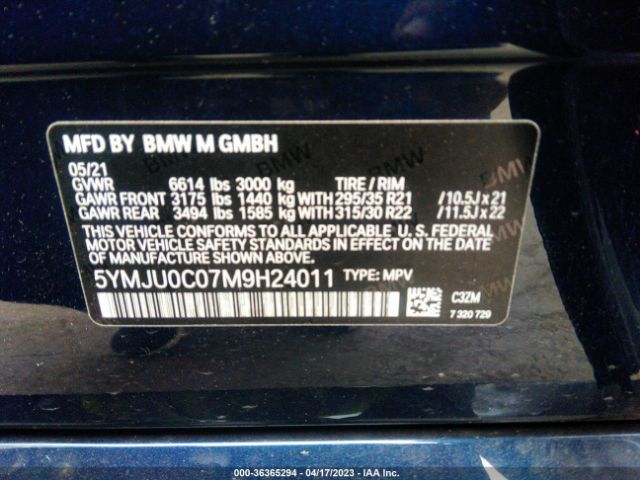 MFD BY BMW M GMBH
05/21
GVWR 6614 lbs 3000 kg TIRE / RIM
GAWR FRONT 3175 lbs 1440 kg WITH 295/35 R21 /10.5J x 21
GAWR REAR 3494 lbs 1585 kg WITH 315/30 R22 /11.5J x 22
THIS VEHICLE CONFORMS TO ALL APPLICABLE U. S. FEDERAL
MOTOR VEHICLE SAFETY STANDARDS IN EFFECT ON THE DATE
OF MANUFACTURE SHOWN ABOVE.
5YMJU0C07M9H24011 TYPE: MPV
C3ZM
7 320 729
000-36365294 - 04/17/2023 - IAA Inc.